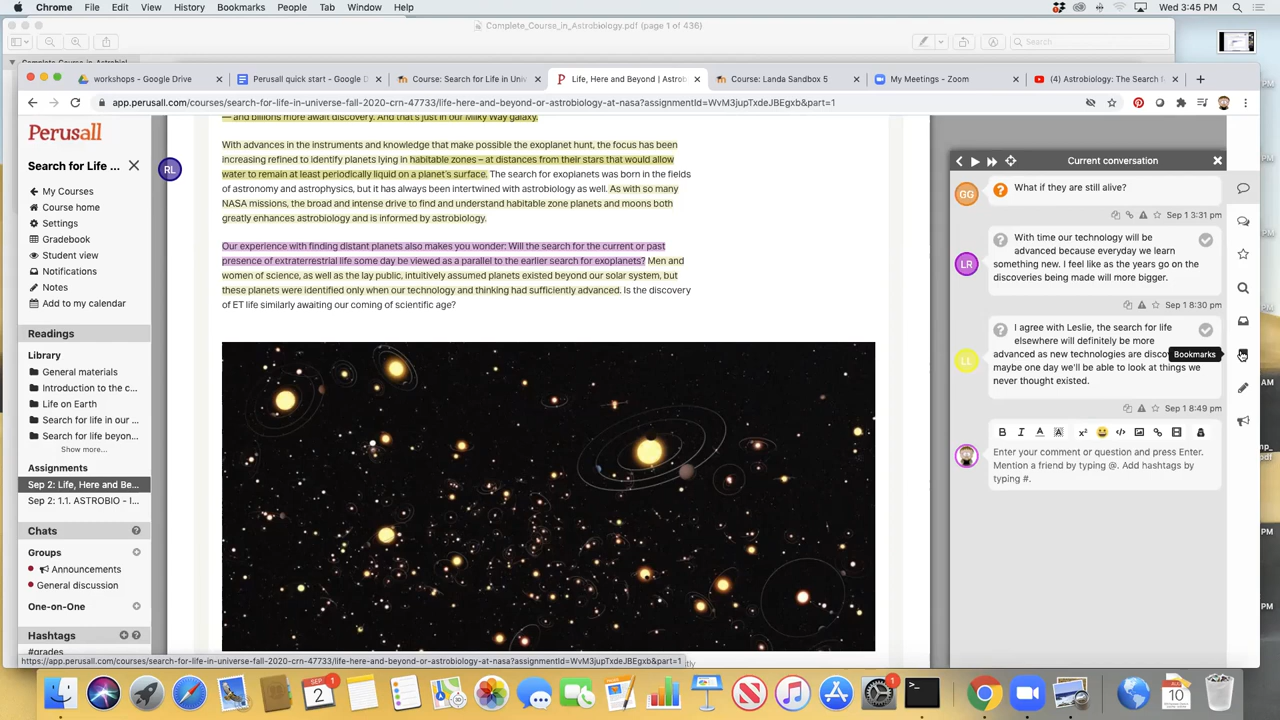 Chrome File Edit View History Bookmarks People Tab Window Help
Wed 3:45 PM
Complete_Course_in_Astrobiology.pdf (page 1 of 436)
Search
workshops - Google Drive
Perusall quick start - Google D
Course: Search for Life in Univ
Life, Here and Beyond | Astrob
Course: Landa Sandbox 5
My Meetings - Zoom
(4) Astrobiology: The Search f
app.perusall.com/courses/search-for-life-in-universe-fall-2020-crn-47733/life-here-and-beyond-or-astrobiology-at-nasa?assignmentId=WvM3jupTxdeJBEgxb&part=1
Perusall
Search for Life ...
My Courses
Course home
Settings
Gradebook
Student view
Notifications
Notes
Add to my calendar
Readings
Library
General materials
Introduction to the c...
Life on Earth
Search for life in our ...
Search for life beyon...
Show more...
Assignments
Sep 2: Life, Here and Be...
Sep 2: 1.1. ASTROBIO - I...
Chats
Groups
Announcements
General discussion
One-on-One
Hashtags
#grades
RL
— and billions more await discovery. And that's just in our Milky Way galaxy.
With advances in the instruments and knowledge that make possible the exoplanet hunt, the focus has been
increasing refined to identify planets lying in habitable zones – at distances from their stars that would allow
water to remain at least periodically liquid on a planet's surface. The search for exoplanets was born in the fields
of astronomy and astrophysics, but it has always been intertwined with astrobiology as well. As with so many
NASA missions, the broad and intense drive to find and understand habitable zone planets and moons both
greatly enhances astrobiology and is informed by astrobiology.
Our experience with finding distant planets also makes you wonder: Will the search for the current or past
presence of extraterrestrial life some day be viewed as a parallel to the earlier search for exoplanets? Men and
women of science, as well as the lay public, intuitively assumed planets existed beyond our solar system, but
these planets were identified only when our technology and thinking had sufficiently advanced. Is the discovery
of ET life similarly awaiting our coming of scientific age?
Current conversation
GG
What if they are still alive?
Sep 1 3:31 pm
LR
With time our technology will be
advanced because everyday we learn
something new. I feel like as the years go on the
discoveries being made will more bigger.
Sep 1 8:30 pm
LL
I agree with Leslie, the search for life
elsewhere will definitely be more
advanced as new technologies are disco
maybe one day we'll be able to look at things we
never thought existed.
Bookmarks
Sep 1 8:49 pm
Enter your comment or question and press Enter.
Mention a friend by typing @. Add hashtags by
typing #.
https://app.perusall.com/courses/search-for-life-in-universe-fall-2020-crn-47733/life-here-and-beyond-or-astrobiology-at-nasa?assignmentId=WvM3jupTxdeJBEgxb&part=1
SEP
2
10